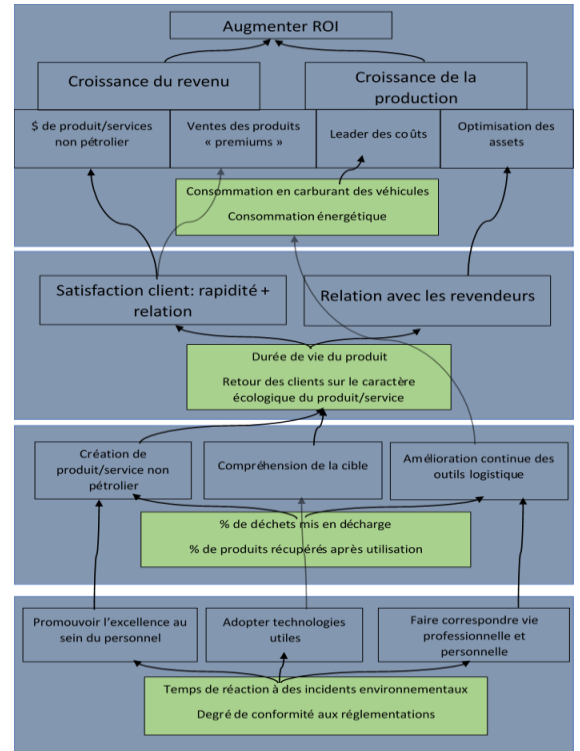 Augmenter ROI
Croissance du revenu
Croissance de la
production
$ de produit/services
non pétrolier
Ventes des produits
« premiums »
Leader des coûts
Optimisation des
assets
Consommation en carburant des véhicules
Consommation énergétique
Satisfaction client: rapidité +
relation
Relation avec les revendeurs
Durée de vie du produit
Retour des clients sur le caractère
écologique du produit/service
Création de
produit/service non
pétrolier
Compréhension de la cible
Amélioration continue des
outils logistique
% de déchets mis en décharge
% de produits récupérés après utilisation
Promouvoir l'excellence au
sein du personnel
Adopter technologies
utiles
Faire correspondre vie
professionnelle et
personnelle
Temps de réaction à des incidents environnementaux
Degré de conformité aux réglementations